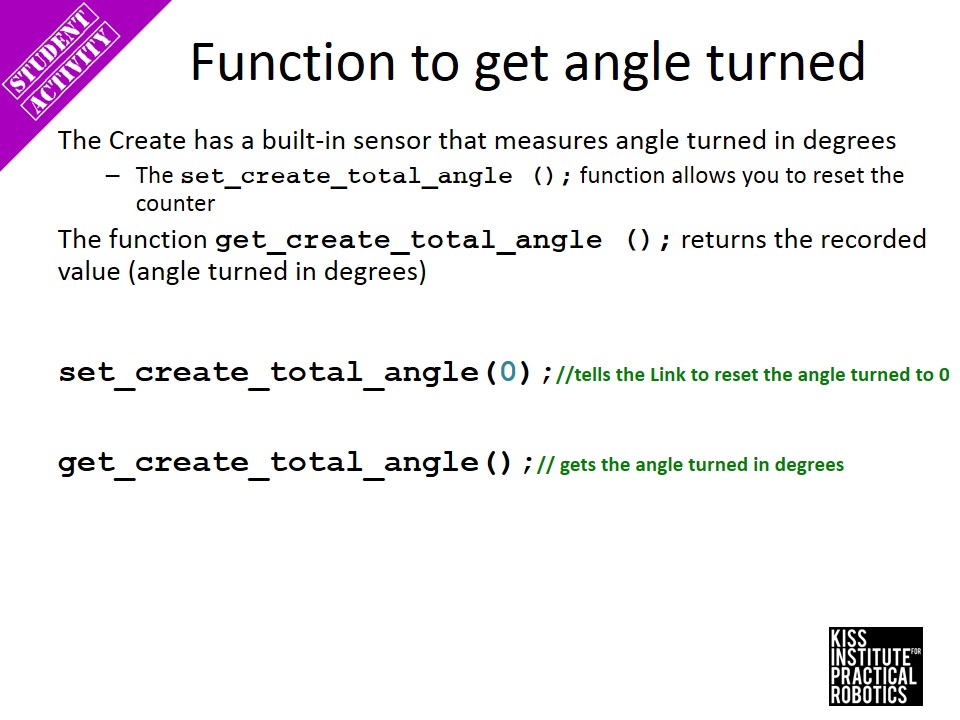 STUDENT
ACTIVITY
Function to get angle turned
The Create has a built-in sensor that measures angle turned in degrees
– The set_create_total_angle (); function allows you to reset the
counter
The function get_create_total_angle (); returns the recorded
value (angle turned in degrees)
set_create_total_angle(0);//tells the Link to reset the angle turned to 0
get_create_total_angle();// gets the angle turned in degrees
KISS
INSTITUTE FOR
PRACTICAL
ROBOTICS